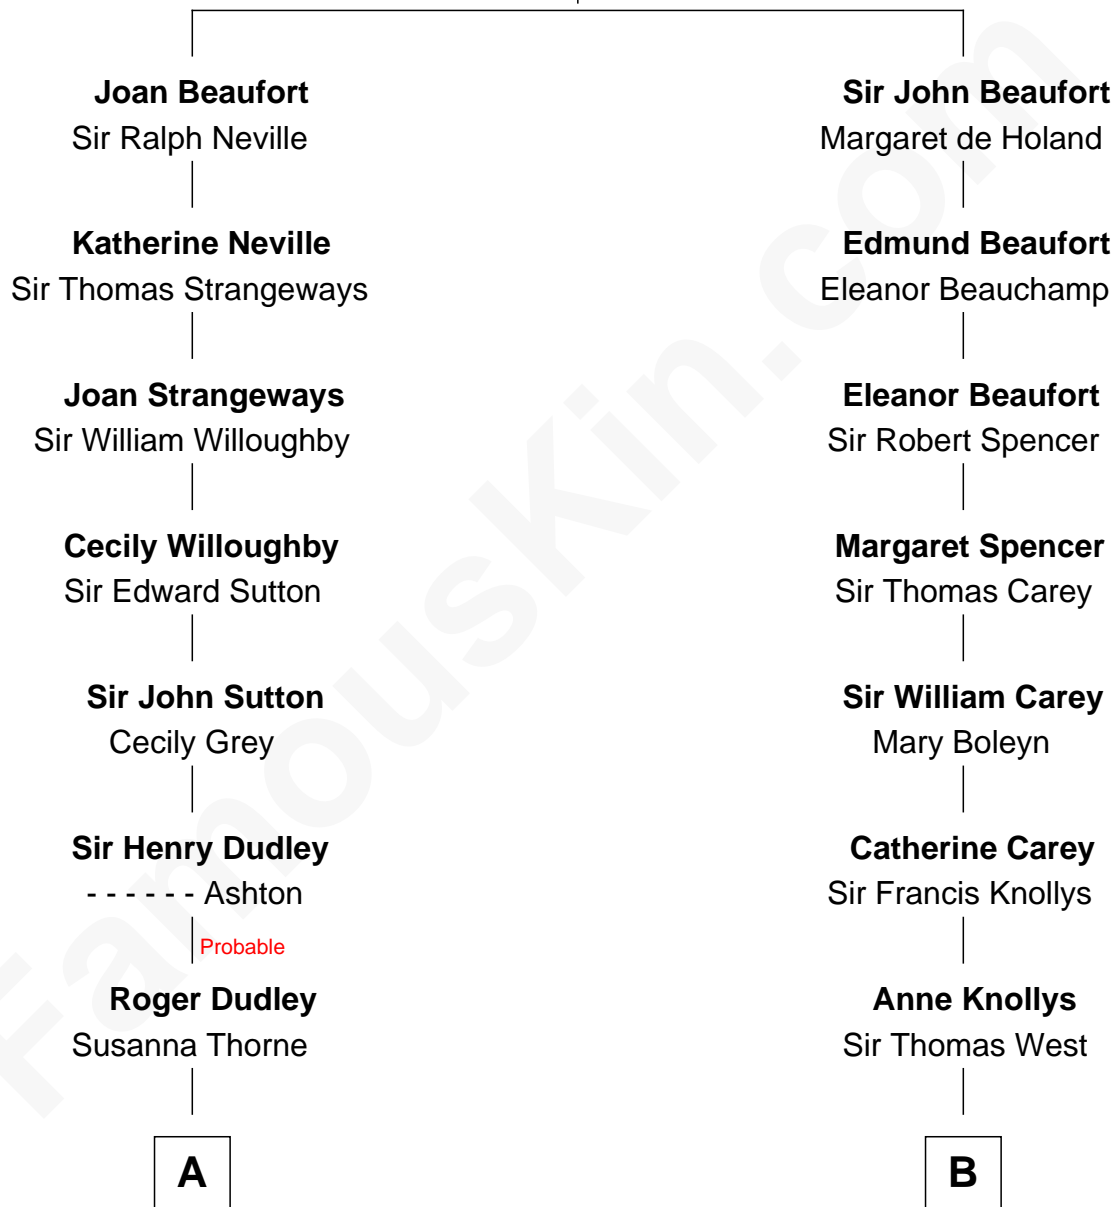 Joan Beaufort
Sir Ralph Neville
Katherine Neville
Sir Thomas Strangeways
Joan Strangeways
Sir William Willoughby
Cecily Willoughby
Sir Edward Sutton
Sir John Sutton
Cecily Grey
Sir Henry Dudley
- - - - - - Ashton
Probable
Roger Dudley
Susanna Thorne
A
Sir John Beaufort
Margaret de Holand
Edmund Beaufort
Eleanor Beauchamp
Eleanor Beaufort
Sir Robert Spencer
Margaret Spencer
Sir Thomas Carey
Sir William Carey
Mary Boleyn
Catherine Carey
Sir Francis Knollys
Anne Knollys
Sir Thomas West
B
FamousKin.com